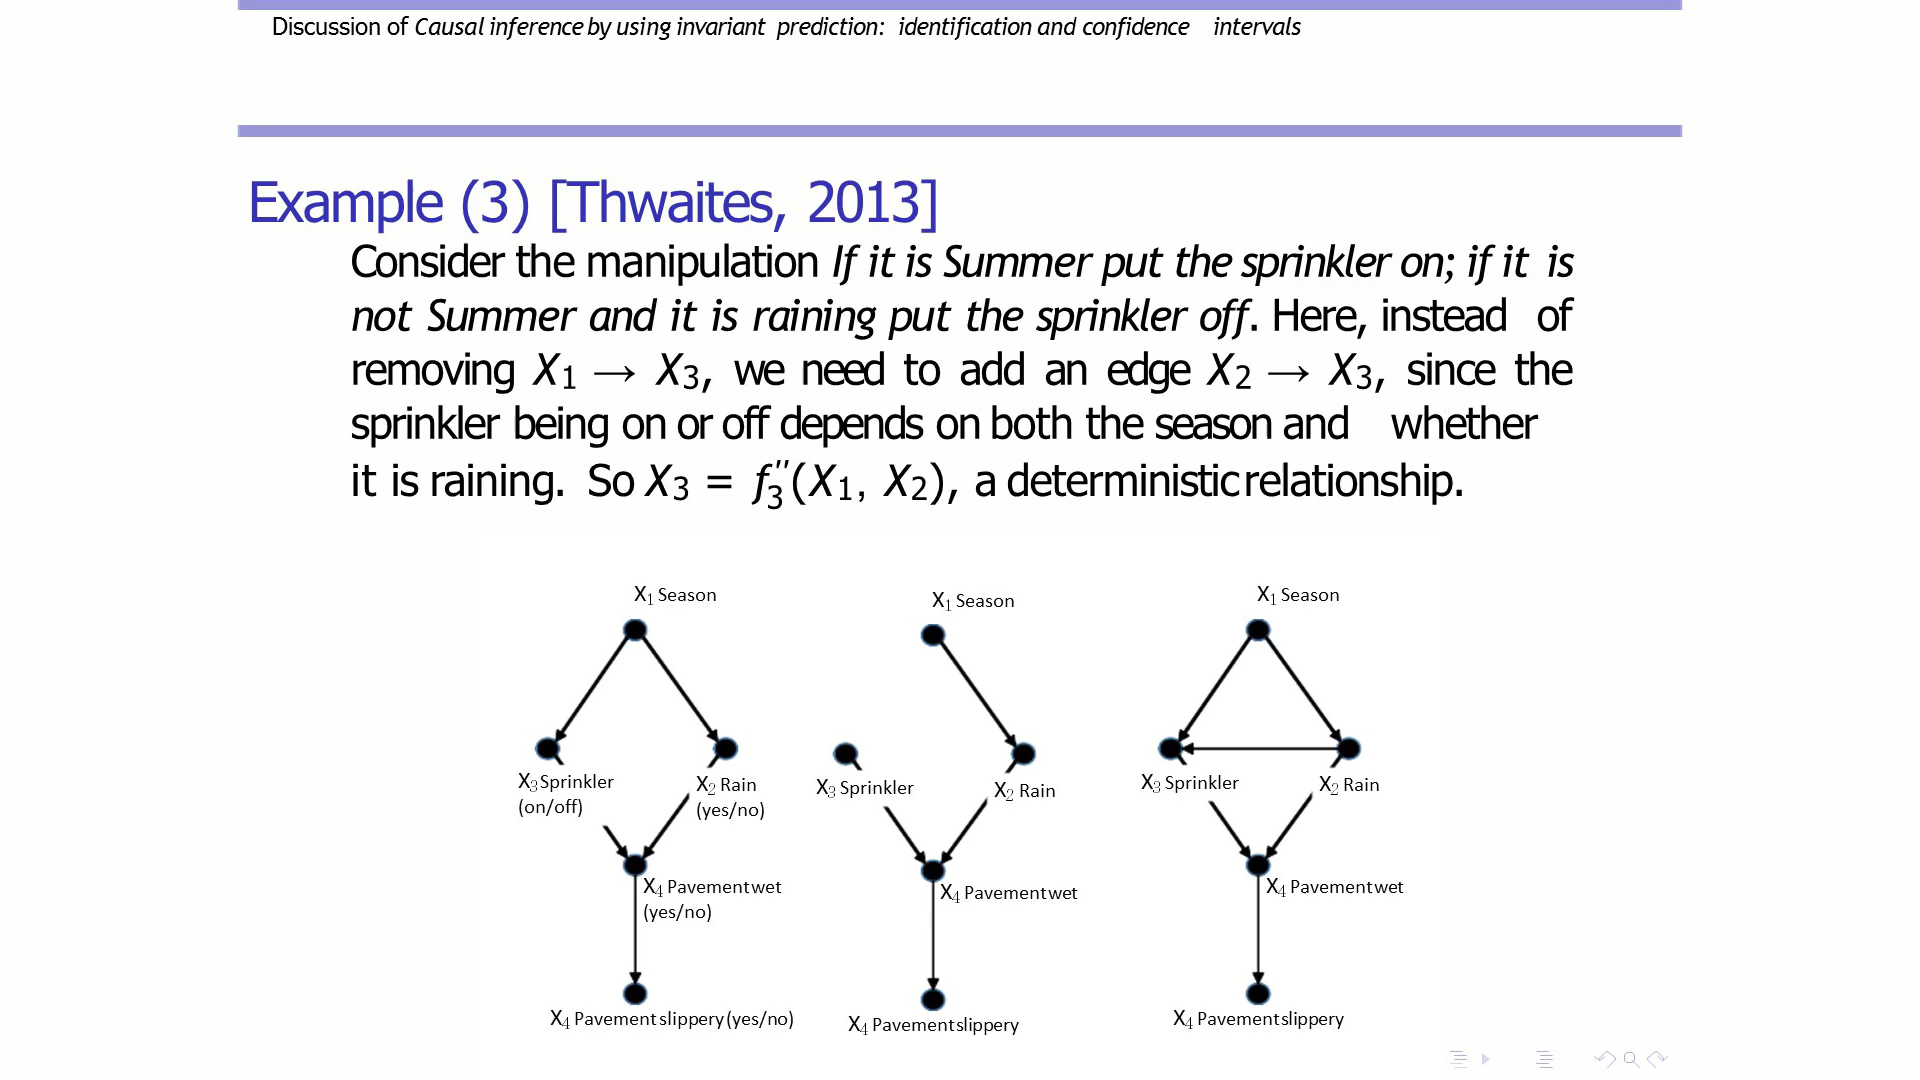 Discussion of Causal inference by using invariant prediction: identification and confidence intervals
Example (3) [Thwaites, 2013]
Consider the manipulation If it is Summer put the sprinkler on; if it is
not Summer and it is raining put the sprinkler off. Here, instead of
removing X1 → X3, we need to add an edge X2 → X3, since the
sprinkler being on or off depends on both the season and whether
it is raining. So X3 = f3″(X1, X2), a deterministic relationship.
X1 Season
X3 Sprinkler
(on/off)
X2 Rain
(yes/no)
X4 Pavement wet
(yes/no)
X4 Pavement slippery (yes/no)
X1 Season
X3 Sprinkler
X2 Rain
X4 Pavement wet
X4 Pavement slippery
X1 Season
X3 Sprinkler
X2 Rain
X4 Pavement wet
X4 Pavement slippery